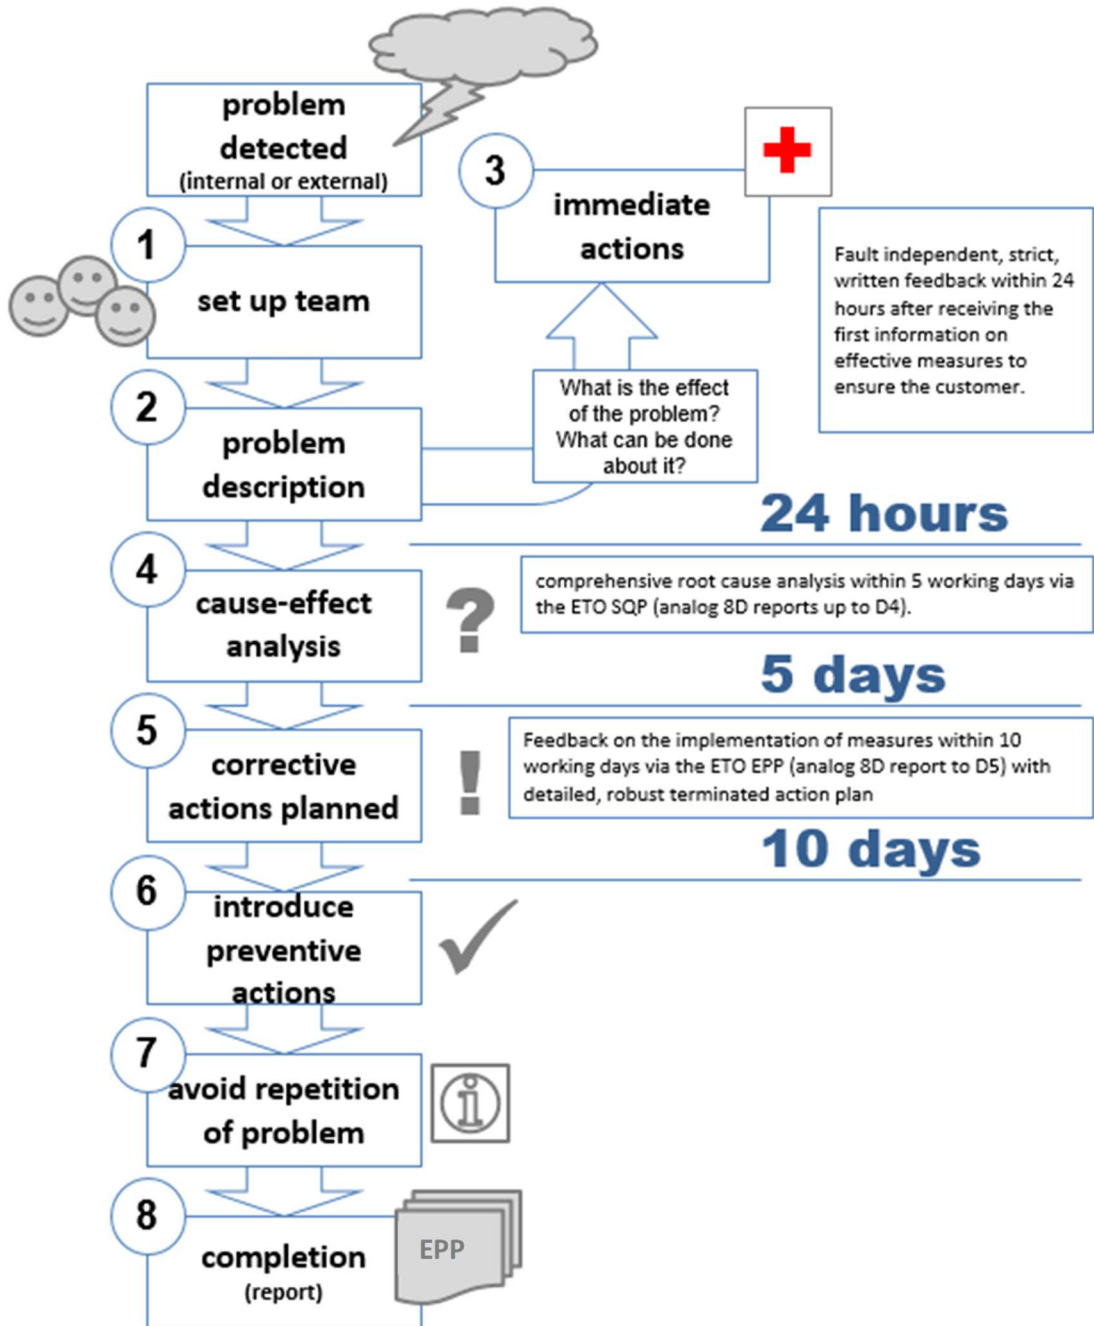 problem
detected
(internal or external)
1
set up team
2
problem
description
3
immediate
actions
What is the effect
of the problem?
What can be done
about it?
Fault independent, strict,
written feedback within 24
hours after receiving the
first information on
effective measures to
ensure the customer.
24 hours
4
cause-effect
analysis
?
comprehensive root cause analysis within 5 working days via
the ETO SQP (analog 8D reports up to D4).
5 days
5
corrective
actions planned
!
Feedback on the implementation of measures within 10
working days via the ETO EPP (analog 8D report to D5) with
detailed, robust terminated action plan
10 days
6
introduce
preventive
actions
7
avoid repetition
of problem
i
8
completion
(report)
EPP